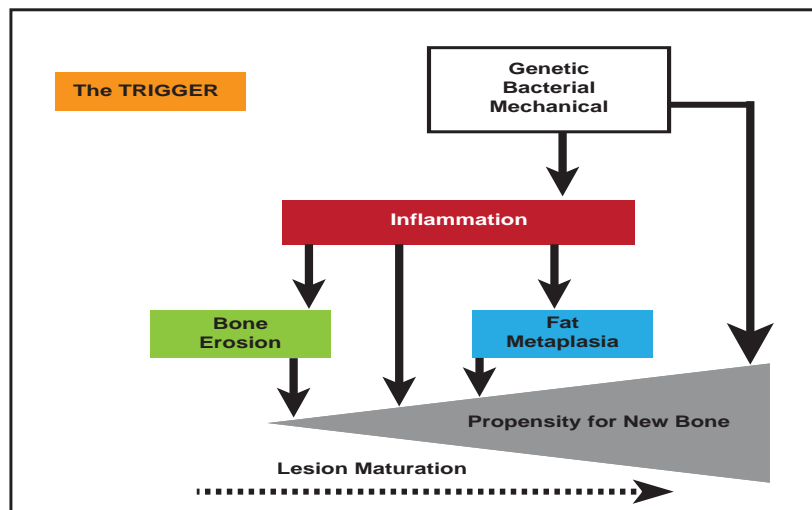 The TRIGGER
Genetic
Bacterial
Mechanical
Inflammation
Bone
Erosion
Fat
Metaplasia
Propensity for New Bone
Lesion Maturation